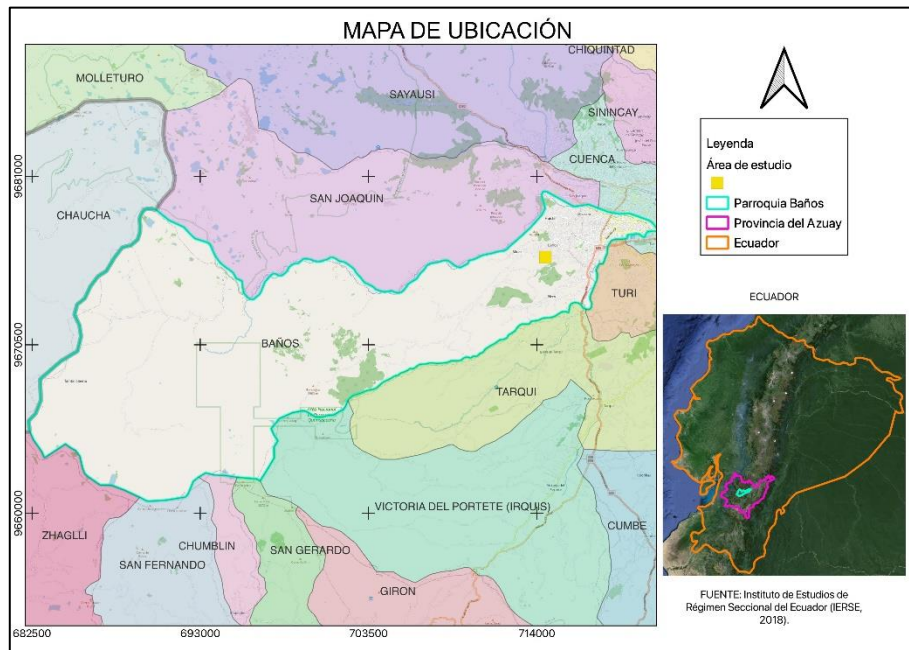 MAPA DE UBICACIÓN
CHIQUINTAD
MOLLETURO
SAYAUSI
SININCAY
CUENCA
SAN JOAQUIN
CHAUCHA
TURI
BAÑOS
TARQUI
VICTORIA DEL PORTETE (IRQUIS)
ZHAGLLI
CHUMBLIN
SAN FERNANDO
SAN GERARDO
CUMBE
GIRON
9681000
9670500
9660000
682500
693000
703500
714000
Leyenda
Área de estudio
Parroquia Baños
Provincia del Azuay
Ecuador
ECUADOR
FUENTE: Instituto de Estudios de
Régimen Seccional del Ecuador (IERSE,
2018).